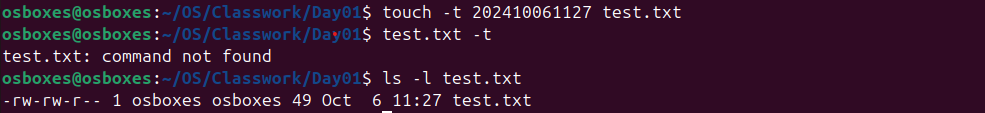 osboxes@osboxes:~/OS/Classwork/Day01$ touch -t 202410061127 test.txt
osboxes@osboxes:~/OS/Classwork/Day01$ test.txt -t
test.txt: command not found
osboxes@osboxes:~/OS/Classwork/Day01$ ls -l test.txt
-rw-rw-r-- 1 osboxes osboxes 49 Oct  6 11:27 test.txt